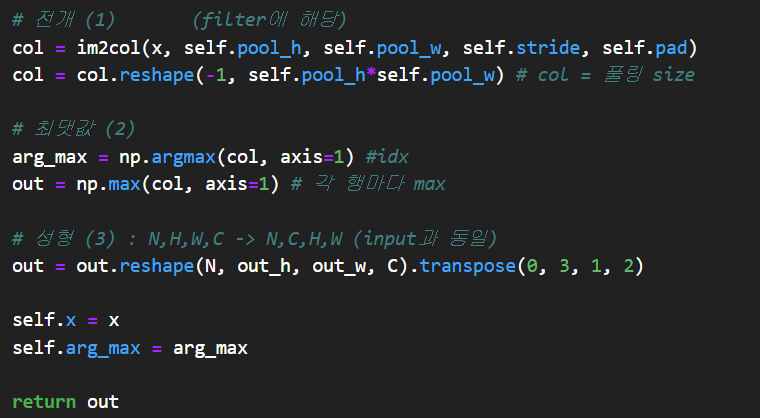 # 전개 (1)       (filter에 해당)
col = im2col(x, self.pool_h, self.pool_w, self.stride, self.pad)
col = col.reshape(-1, self.pool_h*self.pool_w) # col = 풀링 size
# 최댓값 (2)
arg_max = np.argmax(col, axis=1) #idx
out = np.max(col, axis=1) # 각 행마다 max
# 성형 (3) : N,H,W,C -> N,C,H,W (input과 동일)
out = out.reshape(N, out_h, out_w, C).transpose(0, 3, 1, 2)
self.x = x
self.arg_max = arg_max
return out